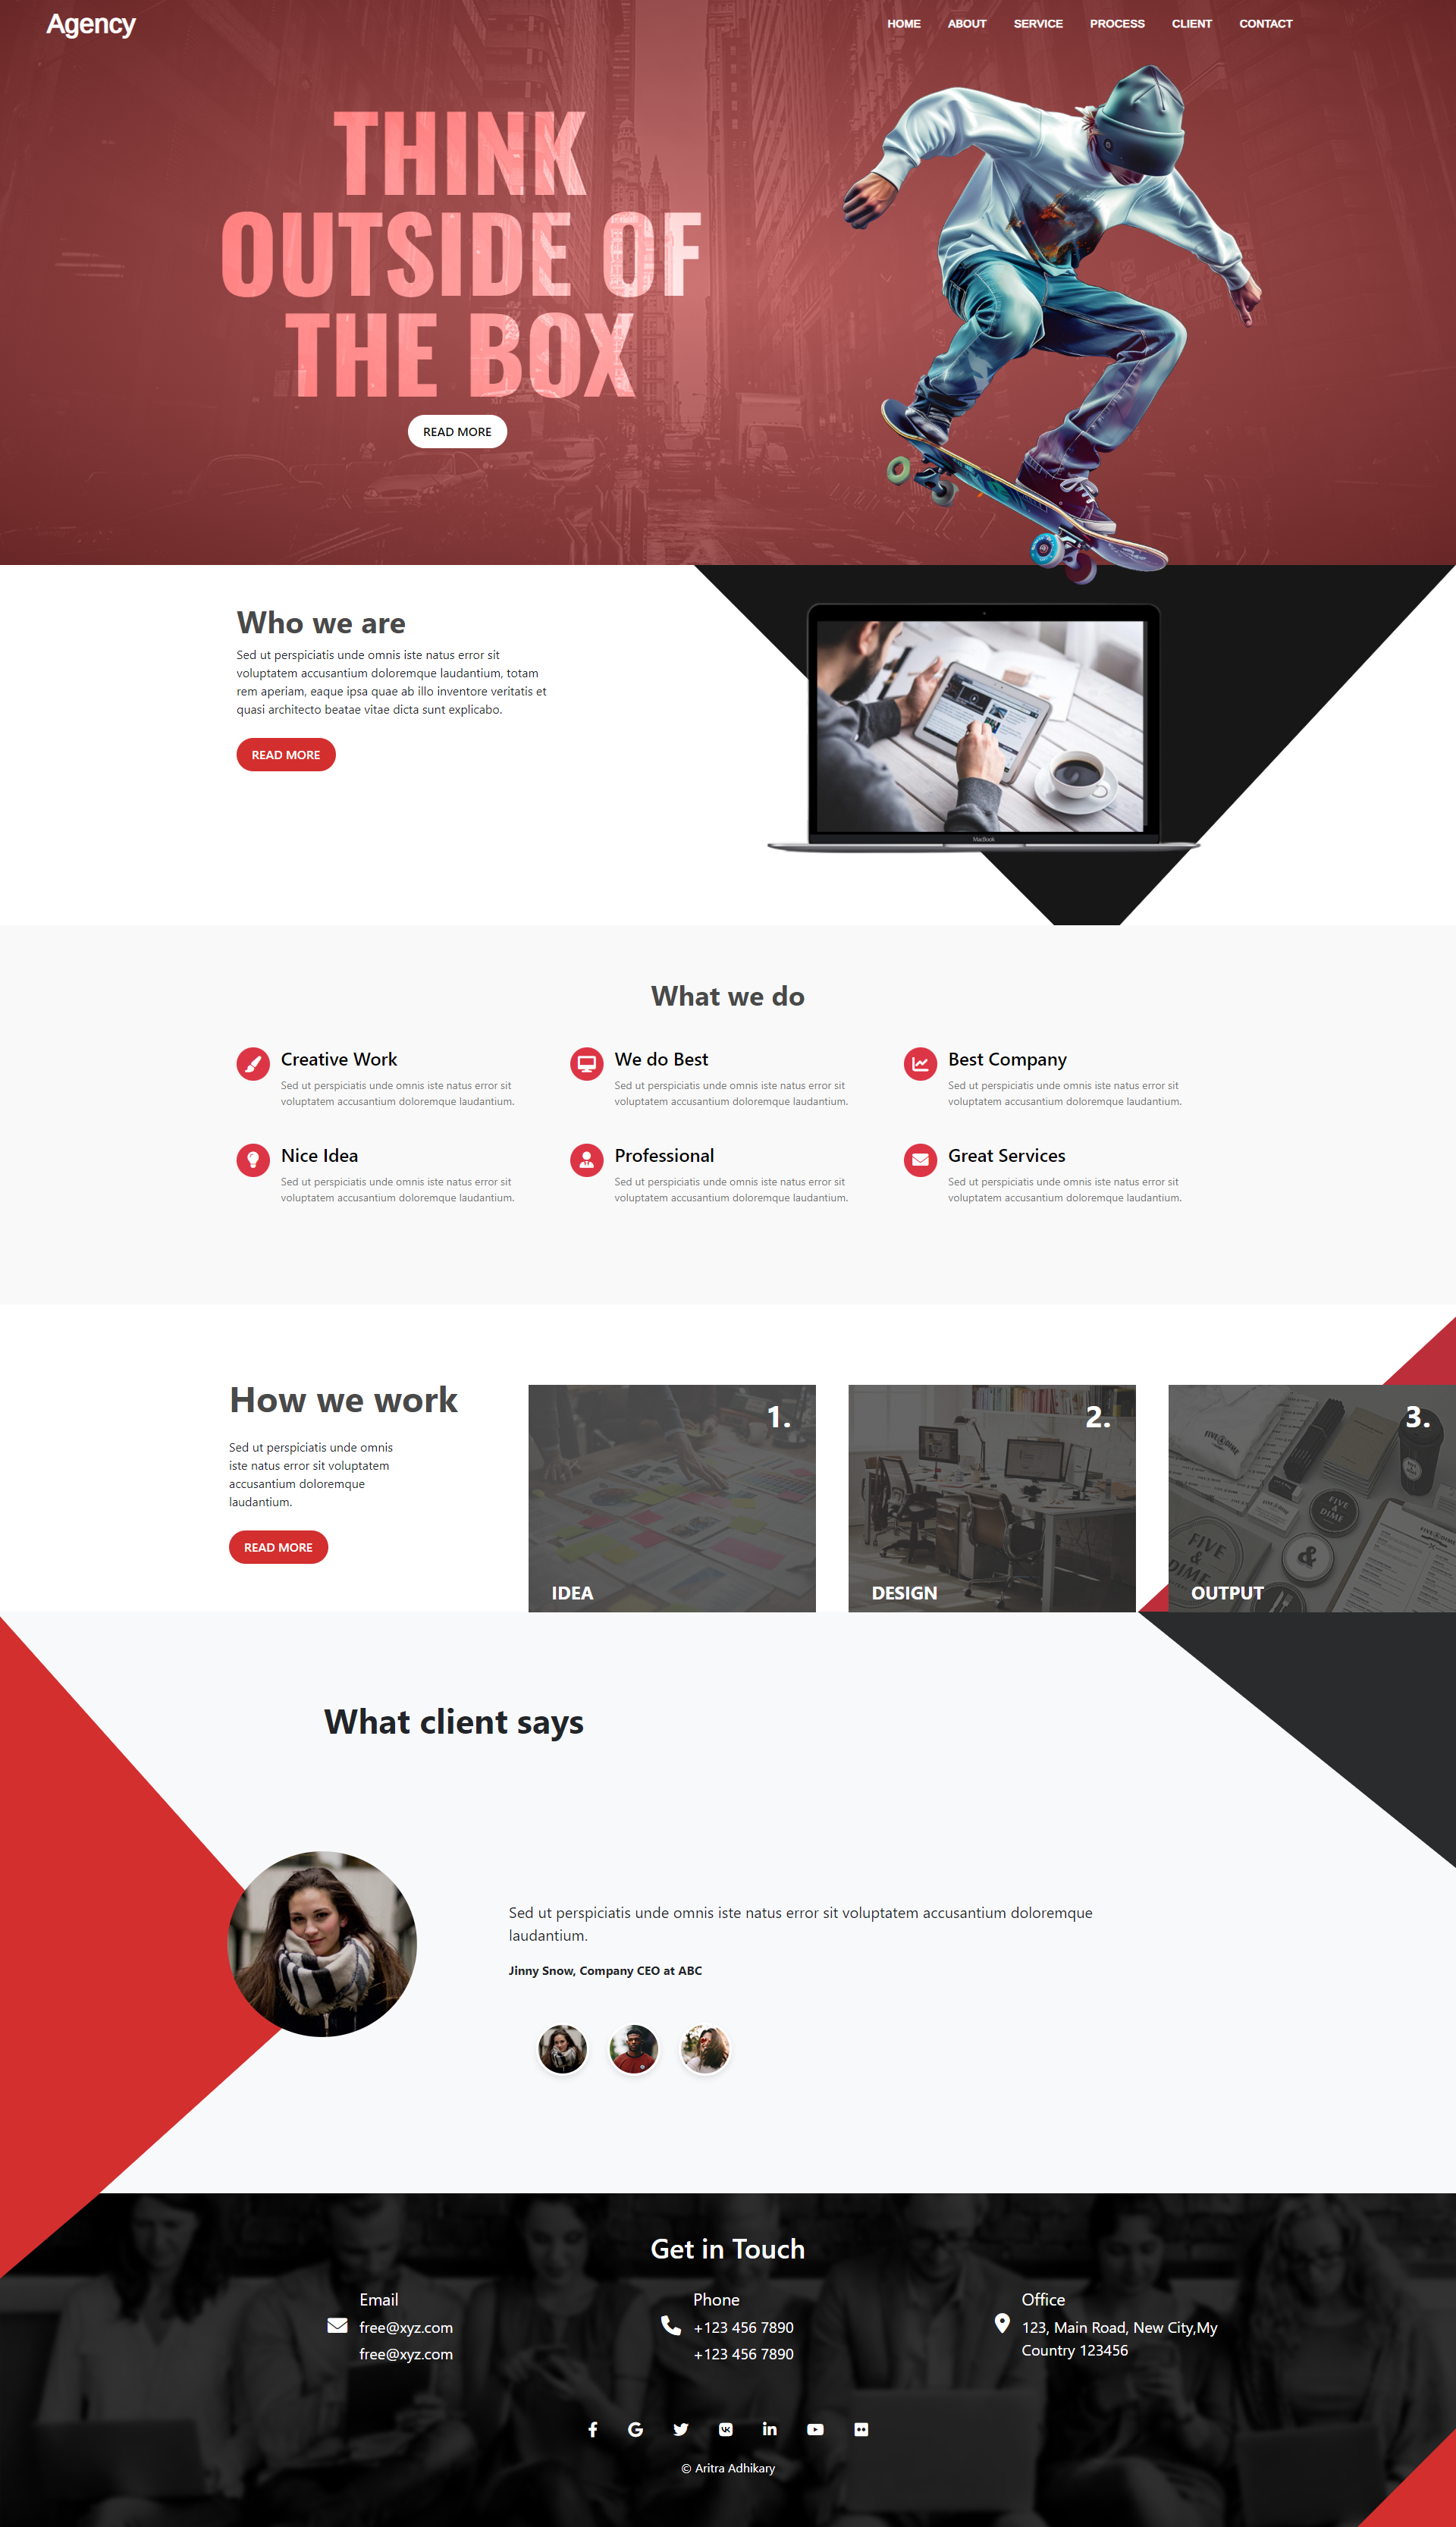 Agency
HOME ABOUT SERVICE PROCESS CLIENT CONTACT
THINK
OUTSIDE OF
THE BOX
READ MORE
Who we are
Sed ut perspiciatis unde omnis iste natus error sit
voluptatem accusantium doloremque laudantium, totam
rem aperiam, eaque ipsa quae ab illo inventore veritatis et
quasi architecto beatae vitae dicta sunt explicabo.
READ MORE
MacBook
What we do
Creative Work
Sed ut perspiciatis unde omnis iste natus error sit
voluptatem accusantium doloremque laudantium.
We do Best
Sed ut perspiciatis unde omnis iste natus error sit
voluptatem accusantium doloremque laudantium.
Best Company
Sed ut perspiciatis unde omnis iste natus error sit
voluptatem accusantium doloremque laudantium.
Nice Idea
Sed ut perspiciatis unde omnis iste natus error sit
voluptatem accusantium doloremque laudantium.
Professional
Sed ut perspiciatis unde omnis iste natus error sit
voluptatem accusantium doloremque laudantium.
Great Services
Sed ut perspiciatis unde omnis iste natus error sit
voluptatem accusantium doloremque laudantium.
How we work
Sed ut perspiciatis unde omnis
iste natus error sit voluptatem
accusantium doloremque
laudantium.
READ MORE
1.
IDEA
2.
DESIGN
3.
FIVE & DIME
FIVE
&
DIME
FIVE
&
DIME
&
OUTPUT
What client says
Sed ut perspiciatis unde omnis iste natus error sit voluptatem accusantium doloremque
laudantium.
Jinny Snow, Company CEO at ABC
Get in Touch
Email
free@xyz.com
free@xyz.com
Phone
+123 456 7890
+123 456 7890
Office
123, Main Road, New City,My
Country 123456
© Aritra Adhikary